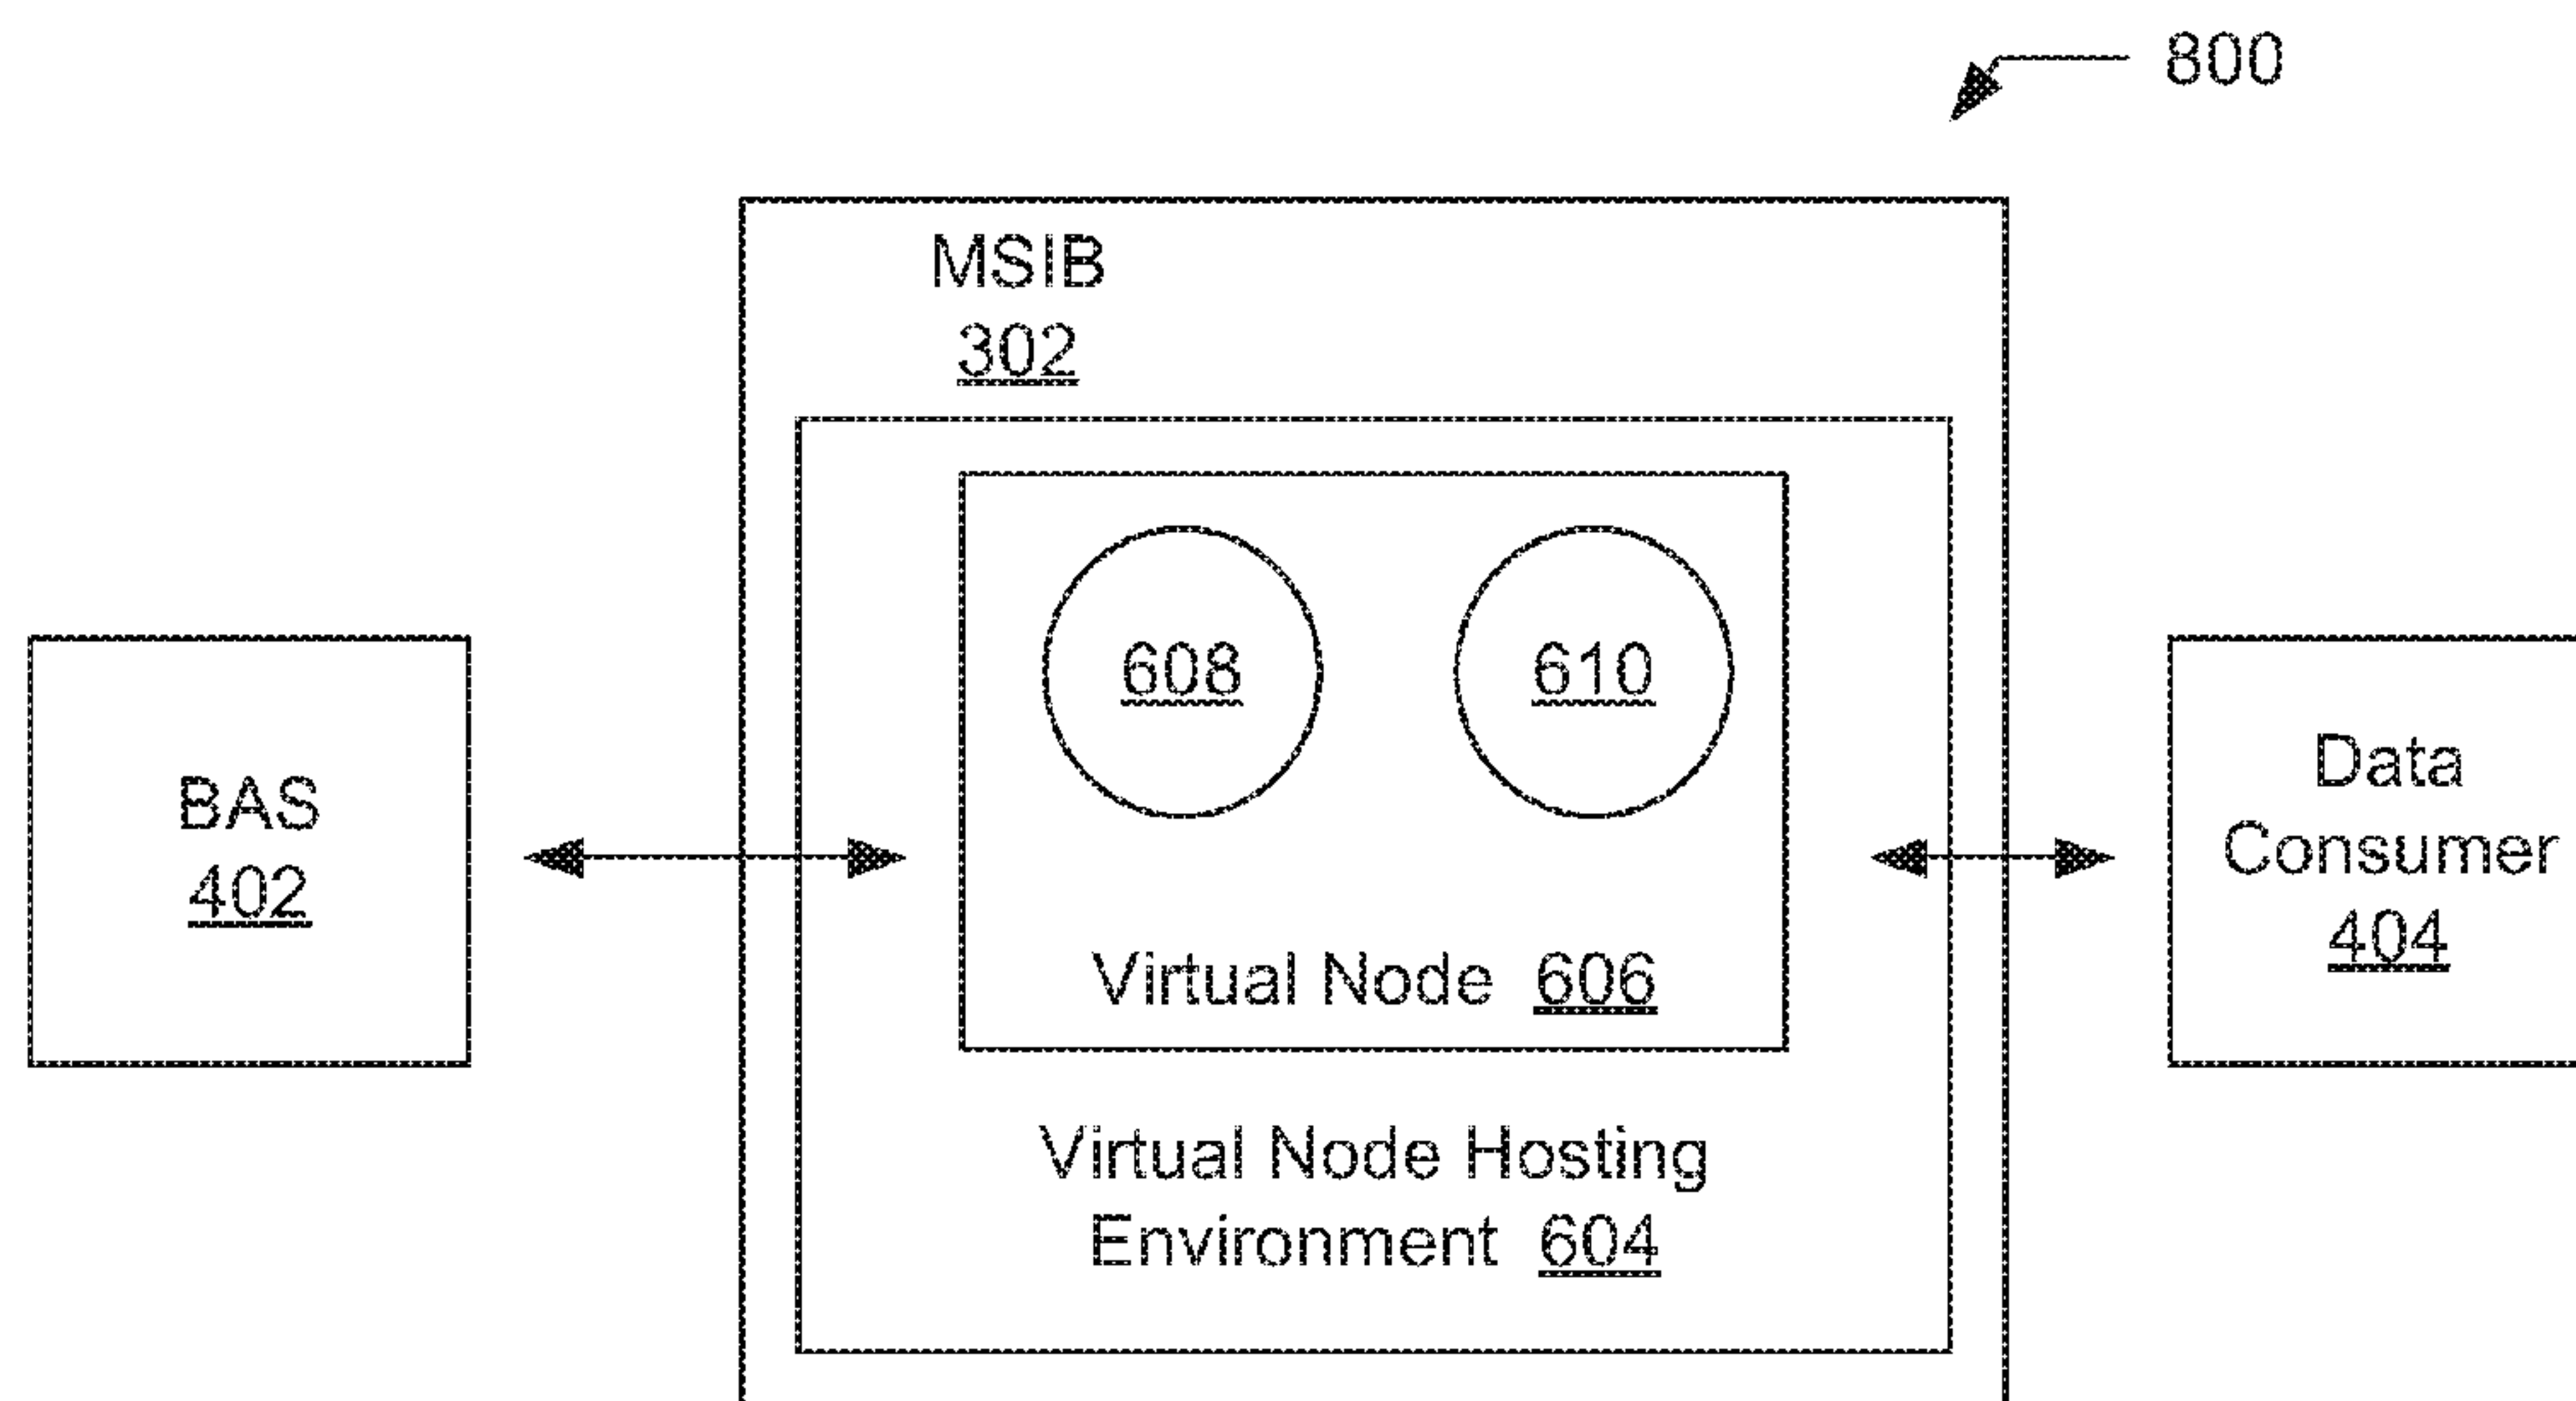 800
MSIB
302
608
610
BAS
402
Data
Consumer
404
Virtual Node 606
Virtual Node Hosting
Environment 604